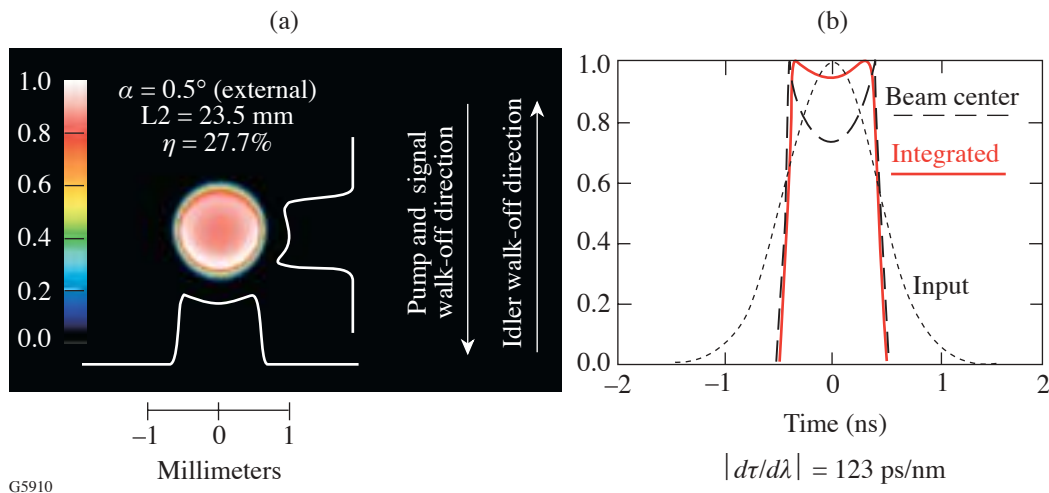 (a)
1.0
0.8
0.6
0.4
0.2
0.0
α = 0.5° (external)
L2 = 23.5 mm
η = 27.7%
Pump and signal
walk-off direction
Idler walk-off direction
–1 0 1
Millimeters
G5910
(b)
1.0
0.8
0.6
0.4
0.2
0.0
Beam center
Integrated
Input
–2 –1 0 1 2
Time (ns)
|dτ/dλ| = 123 ps/nm